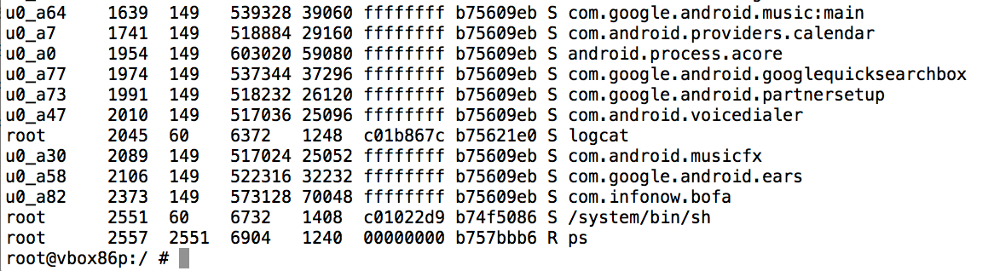 u0_a64 1639 149 539328 39060 ffffffff b75609eb S com.google.android.music:main
u0_a7 1741 149 518884 29160 ffffffff b75609eb S com.android.providers.calendar
u0_a0 1954 149 603020 59080 ffffffff b75609eb S android.process.acore
u0_a77 1974 149 537344 37296 ffffffff b75609eb S com.google.android.googlequicksearchbox
u0_a73 1991 149 518232 26120 ffffffff b75609eb S com.google.android.partnersetup
u0_a47 2010 149 517036 25096 ffffffff b75609eb S com.android.voicedialer
root 2045 60 6372 1248 c01b867c b75621e0 S logcat
u0_a30 2089 149 517024 25052 ffffffff b75609eb S com.android.musicfx
u0_a58 2106 149 522316 32232 ffffffff b75609eb S com.google.android.ears
u0_a82 2373 149 573128 70048 ffffffff b75609eb S com.infonow.bofa
root 2551 60 6732 1408 c01022d9 b74f5086 S /system/bin/sh
root 2557 2551 6904 1240 00000000 b757bbb6 R ps
root@vbox86p:/ #